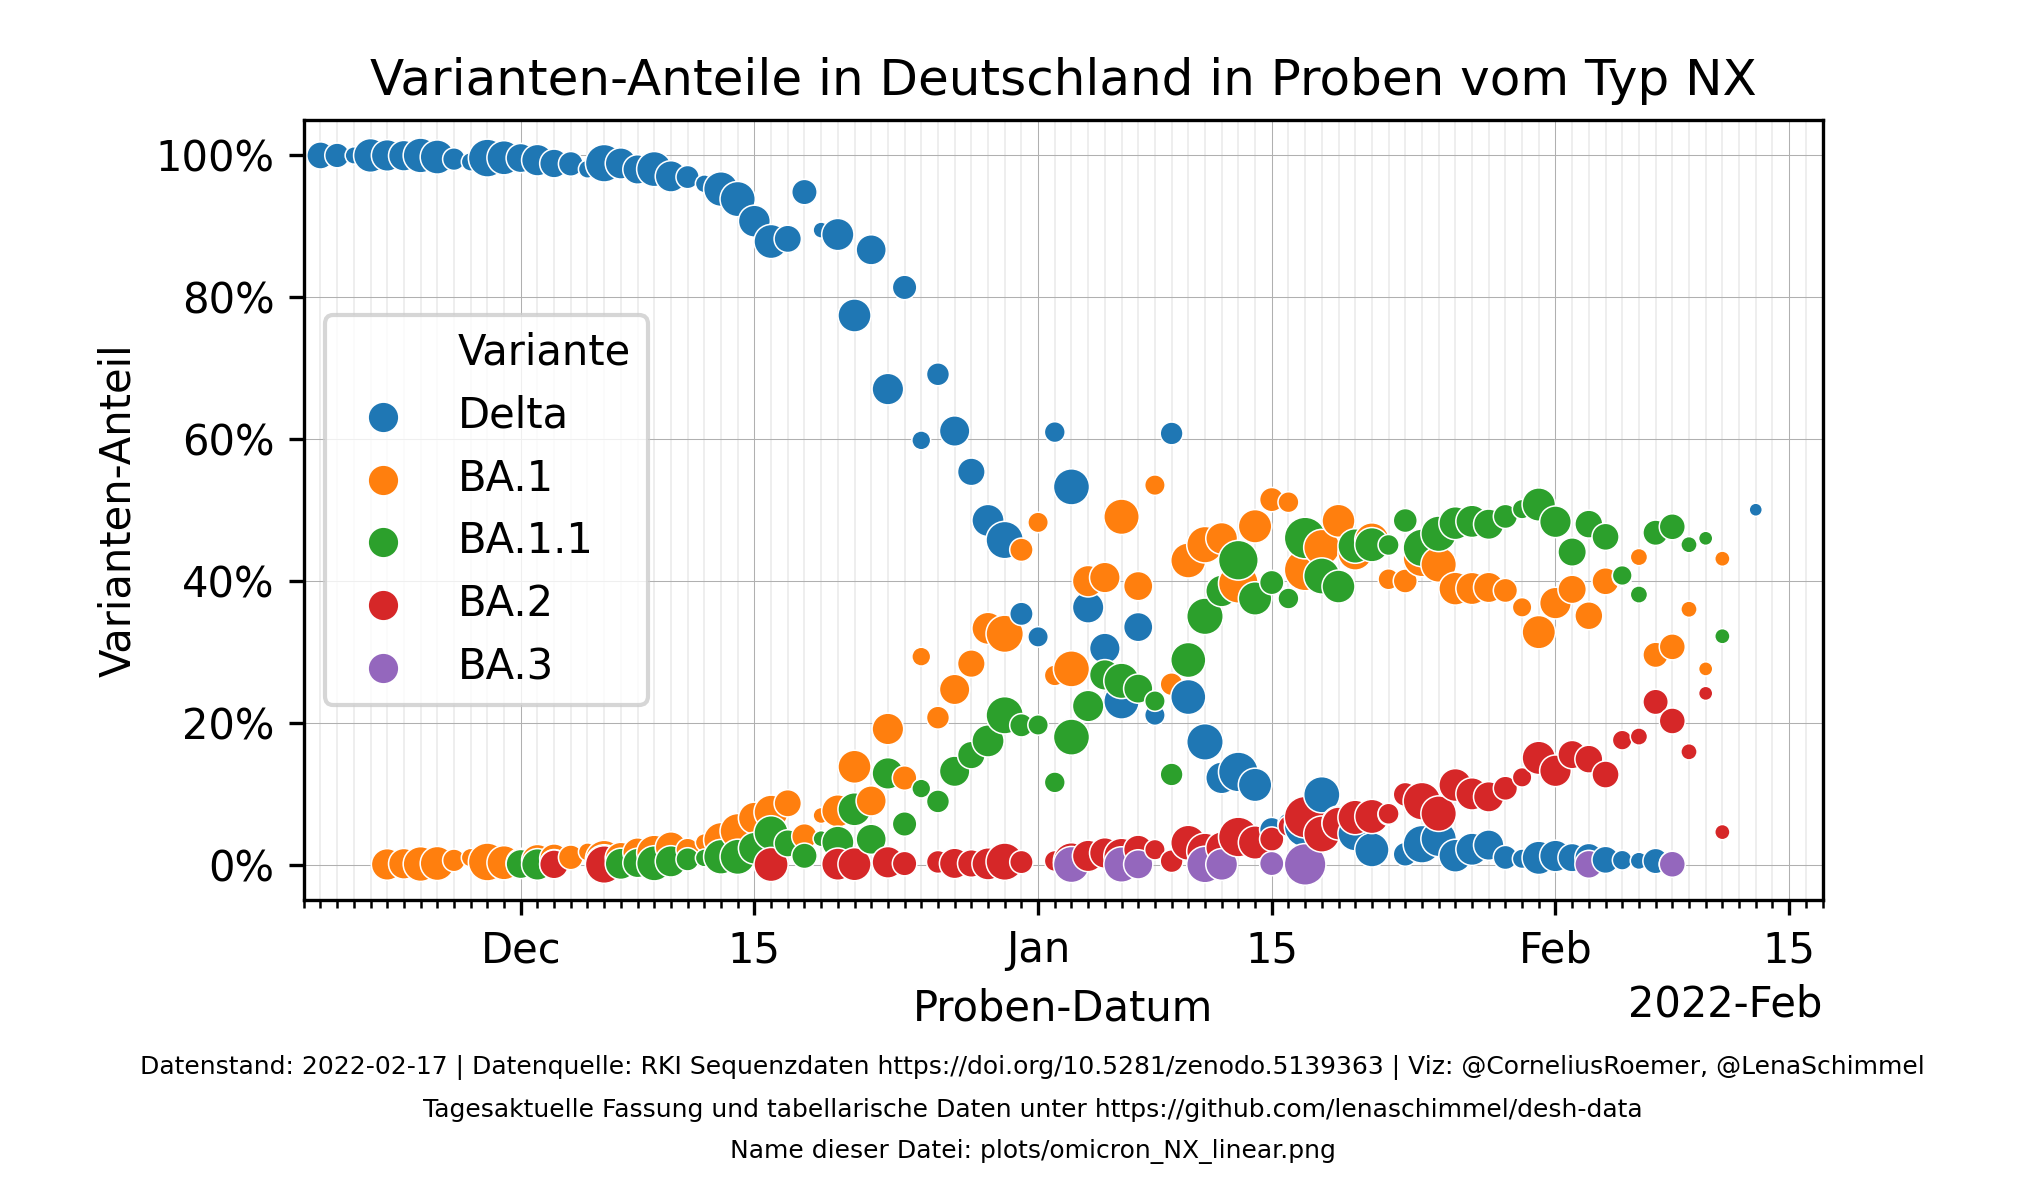 Varianten-Anteile in Deutschland in Proben vom Typ NX
100%
80%
60%
40%
20%
0%
Varianten-Anteil
Variante
Delta
BA.1
BA.1.1
BA.2
BA.3
Dec 15 Jan 15 Feb 15
Proben-Datum
2022-Feb
Datenstand: 2022-02-17 | Datenquelle: RKI Sequenzdaten https://doi.org/10.5281/zenodo.5139363 | Viz: @CorneliusRoemer, @LenaSchimmel
Tagesaktuelle Fassung und tabellarische Daten unter https://github.com/lenaschimmel/desh-data
Name dieser Datei: plots/omicron_NX_linear.png